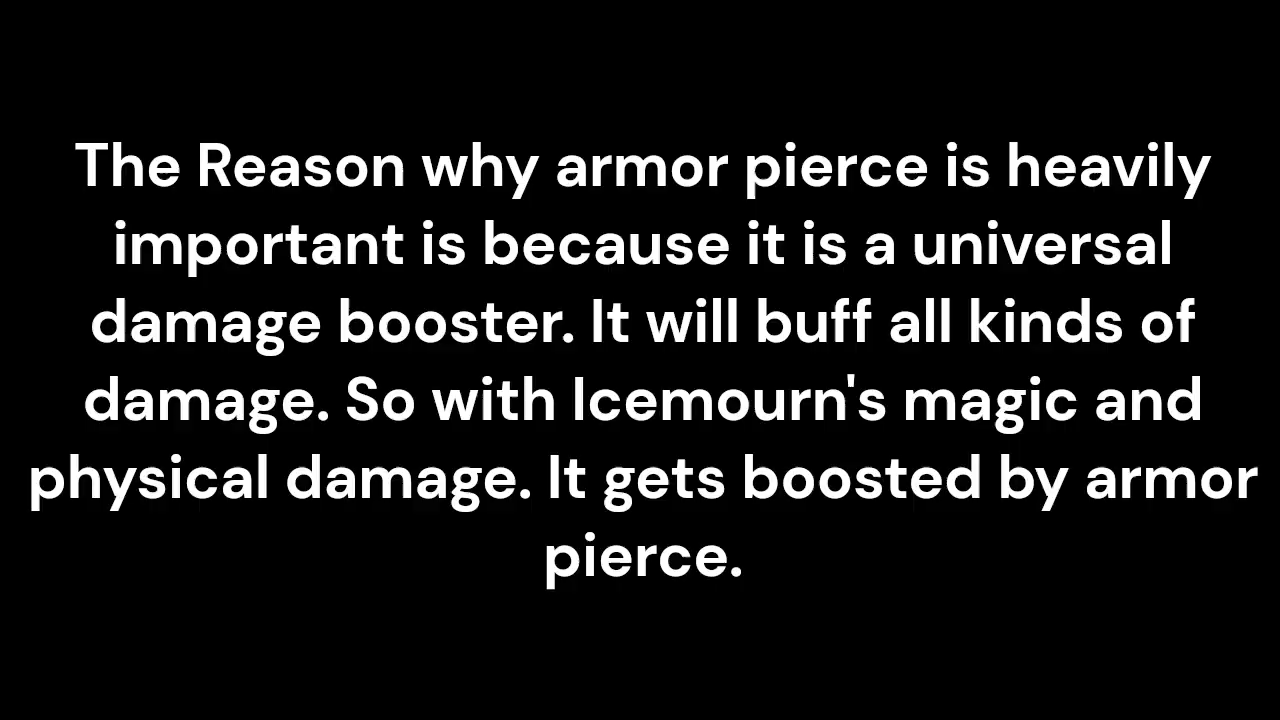 The Reason why armor pierce is heavily
important is because it is a universal
damage booster. It will buff all kinds of
damage. So with Icemourn's magic and
physical damage. It gets boosted by armor
pierce.